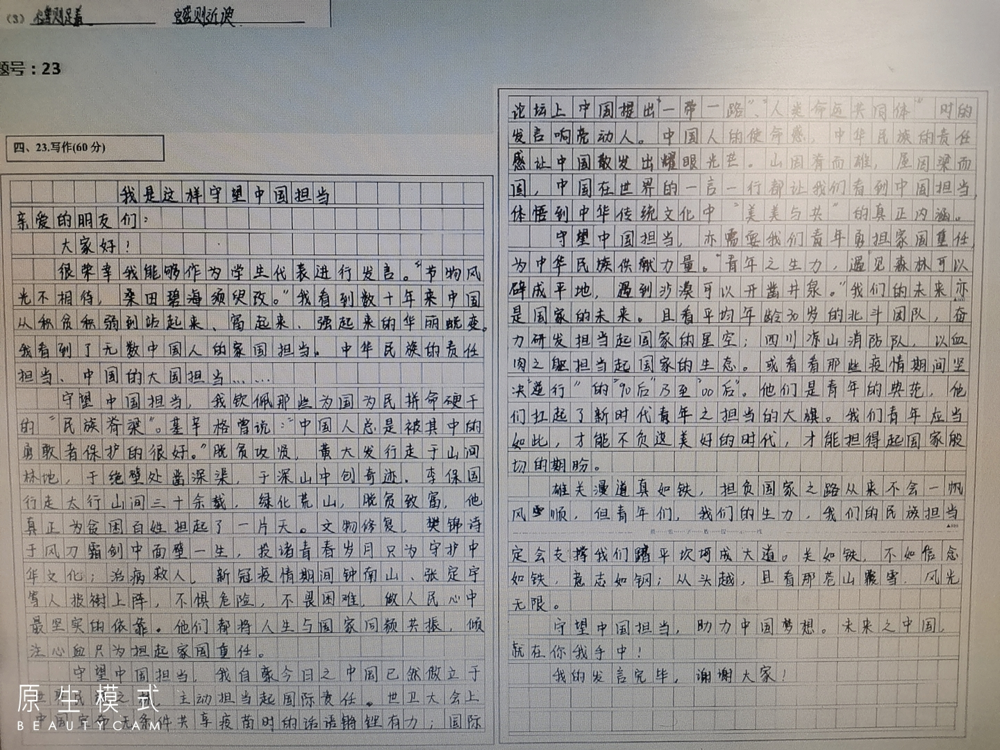 (3)
则近谀
题号：23
四、23.写作(60分)
我是这样守望中国担当
亲爱的朋友们：
大家好！
很荣幸我能够作为学生代表进行发言。“节物风
光不相待，桑田碧海须臾改。”我看到数十年来中国
从积贫积弱到站起来、富起来、强起来的华丽蜕变。
我看到了无数中国人的家国担当。中华民族的责任
担当、中国的大国担当……
守望中国担当，我钦佩那些为国为民拼命硬干
的“民族脊梁”。基辛格曾说：“中国人总是被其中的
勇敢者保护的很好。”脱贫攻坚，黄大发行走于山间
林地，于绝壁处凿深渠，于深山中创奇迹．李保国
行走太行山间三十余载，绿化荒山，脱贫致富，他
真正为贫困百姓担起了一片天。文物修复，樊锦诗
于风刀霜剑中面壁一生，投诸青春岁月只为守护中
华文化；治病救人，新冠疫情期间钟南山、张定宇
等人披甲上阵，不惧危险，不畏困难，做人民心中
最坚实的依靠。他们都将人生与国家同频共振，倾
注心血只为担起家国重任。
守望中国担当，我自豪今日之中国已然傲立于
世界民族之林，主动担当起国际责任。世卫大会上
中国宣布无条件共享疫苗时的话语铿锵有力；国际
论坛上中国提出“一带一路”、“人类命运共同体”时的
发言响亮动人。中国人的使命感，中华民族的责任
感让中国散发出耀眼光芒。山因脊而雄，屋因梁而
固，中国在世界的一言一行都让我们看到中国担当，
体悟到中华传统文化中“美美与共”的真正内涵。
守望中国担当，亦需要我们青年勇担家国重任，
为中华民族供献力量。“青年之生力，遇见森林可以
辟成平地，遇到沙漠可以开凿井泉。”我们的未来亦
是国家的未来。且看平均年龄30岁的北斗团队，奋
力研发担当起国家的星空；四川凉山消防队，以血
肉之躯担当起国家的生态。或看看那些疫情期间坚
决“逆行”的“90后”乃至“00后”。他们是青年的典范，他
们扛起了新时代青年之担当的大旗。我们青年应当
如此，才能不负这美好的时代，才能担得起国家殷
切的期盼。
雄关漫道真如铁，担负国家之路从来不会一帆
风顺，但青年们，我们的生力，我们的民族担当
定会支撑我们踏平坎坷成大道。关如铁，不如信念
如铁，意志如钢；从头越，且看那苍山霞雪．风光
无限。
守望中国担当，助力中国梦想。未来之中国，
就在你我手中！
我的发言完毕，谢谢大家！
原生模式
BEAUTYCAM